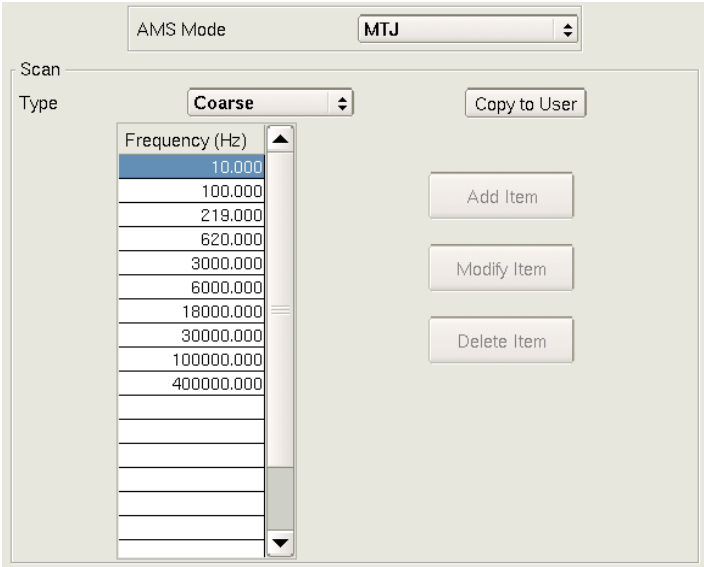 AMS Mode MTJ
Scan
Type Coarse Copy to User
Frequency (Hz)
10.000
100.000
219.000
620.000
3000.000
6000.000
18000.000
30000.000
100000.000
400000.000
Add Item
Modify Item
Delete Item